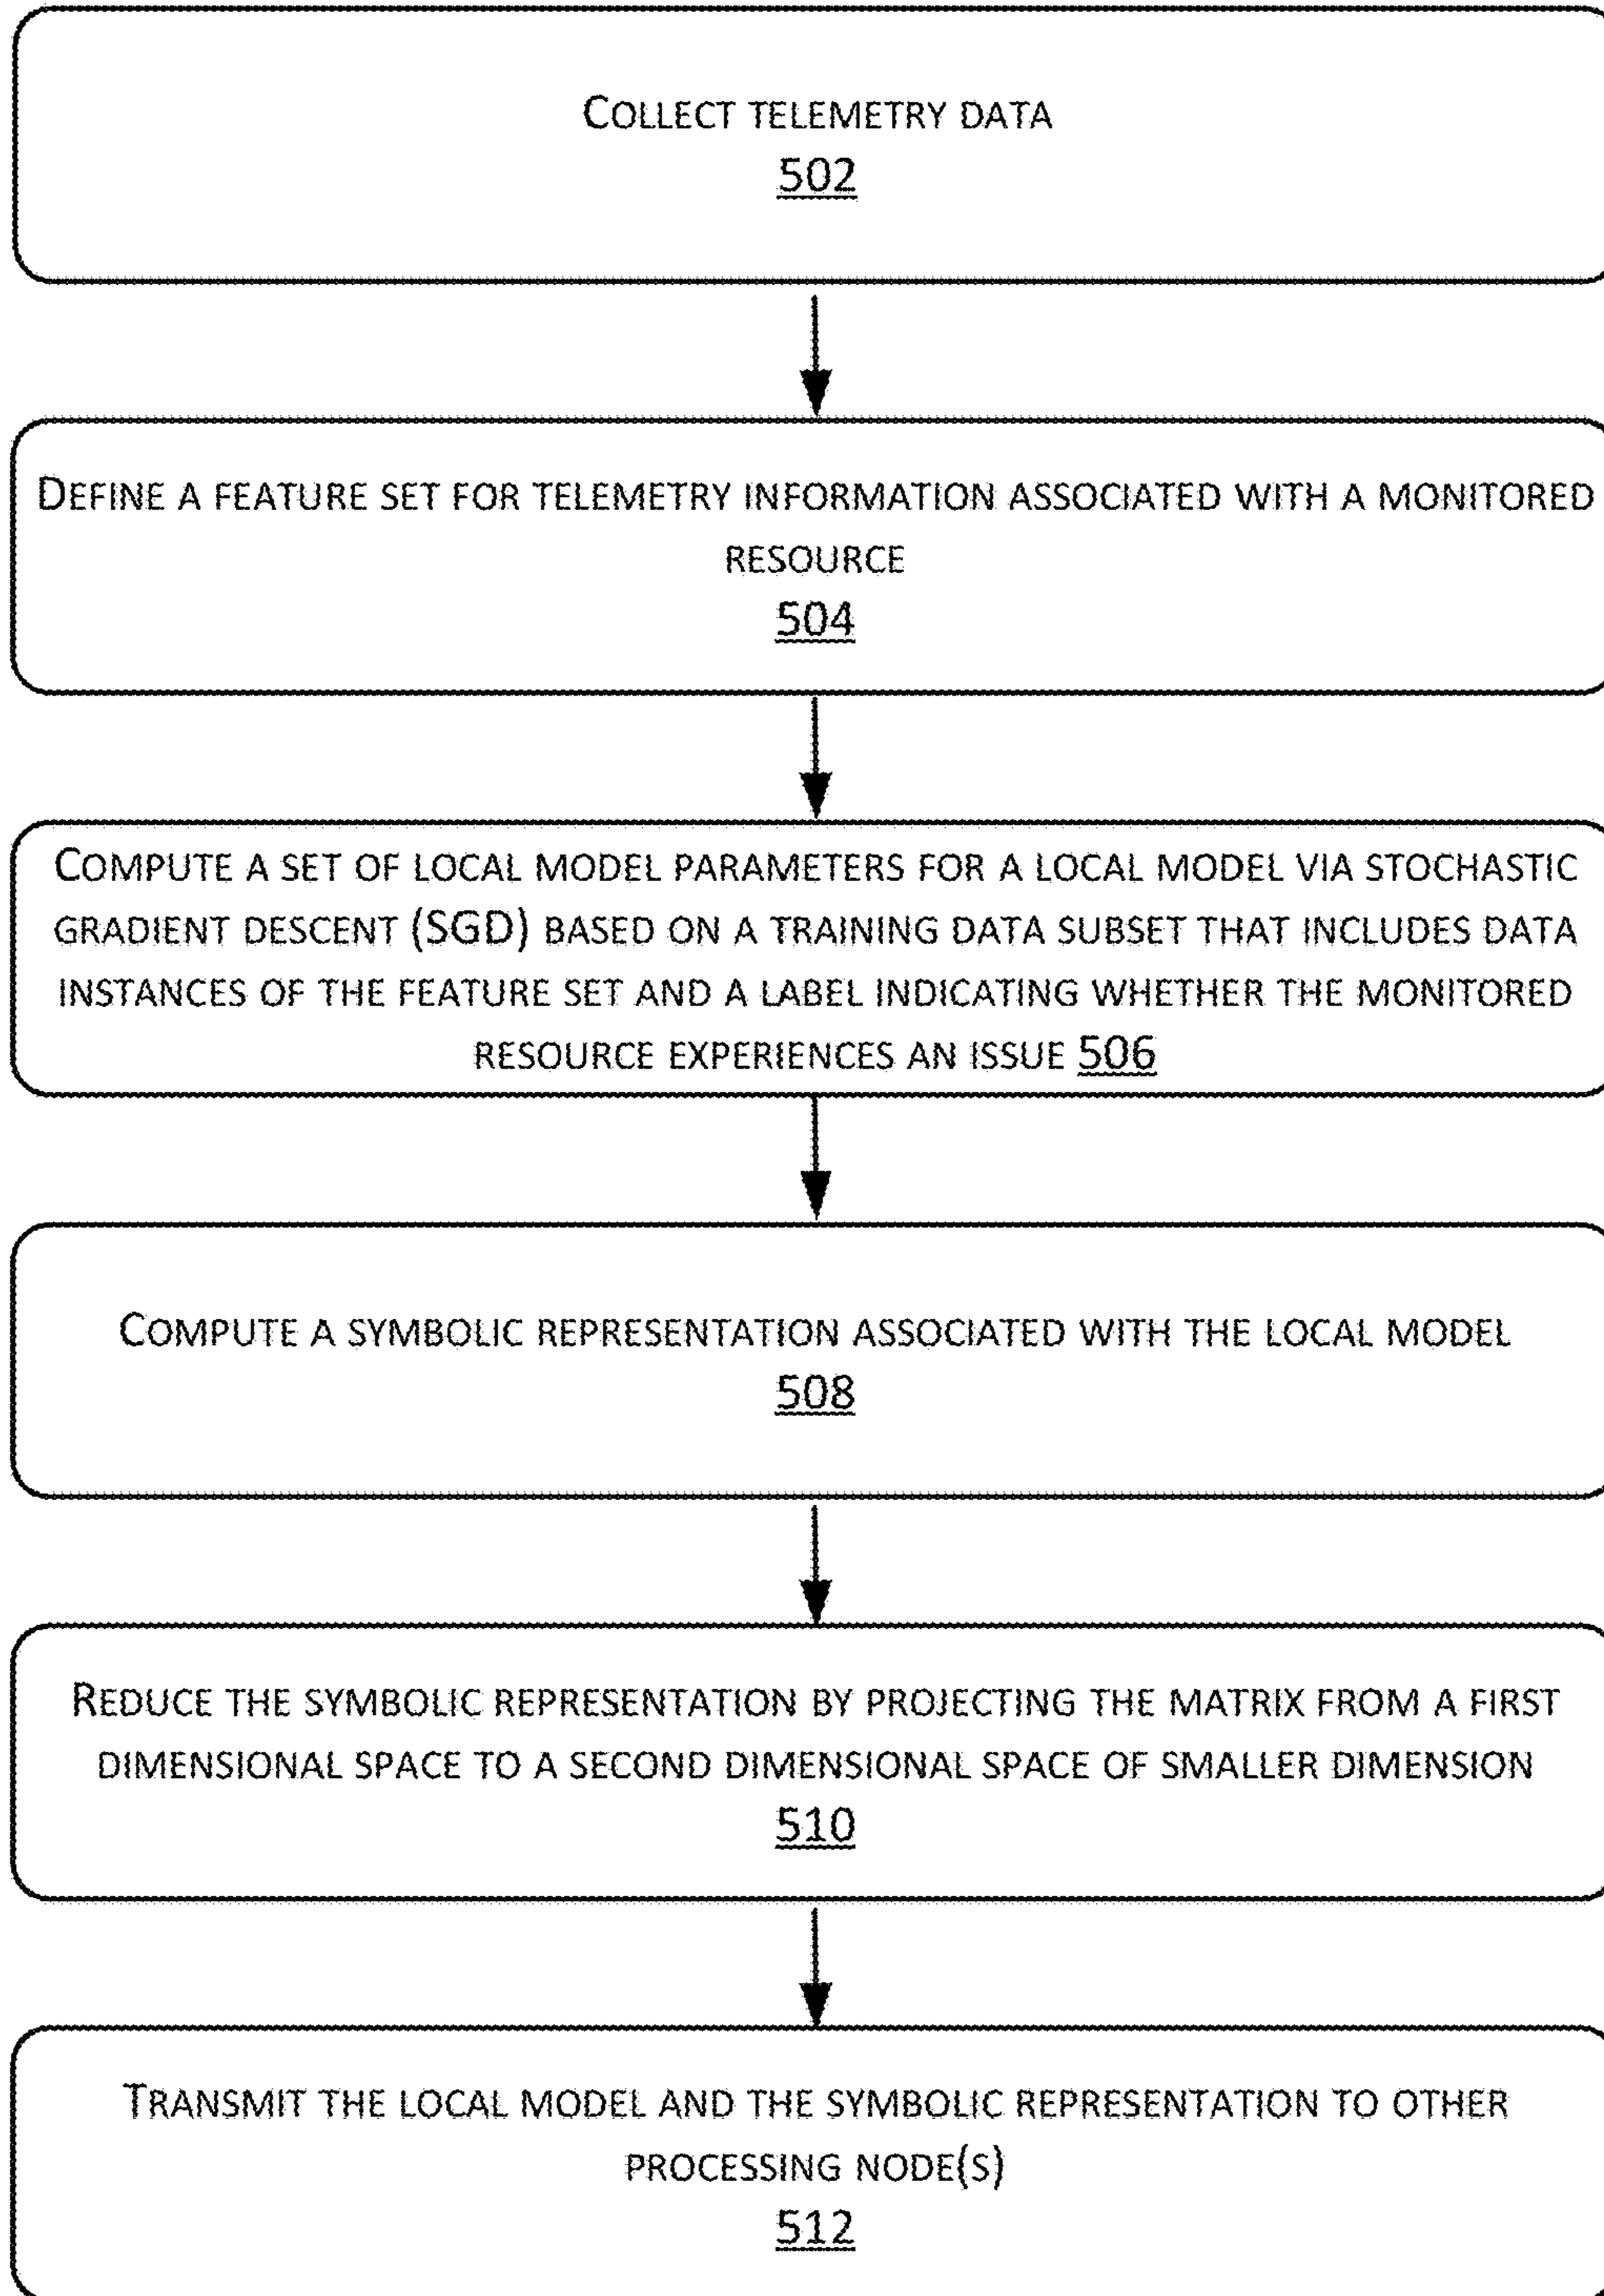 COLLECT TELEMETRY DATA
502
DEFINE A FEATURE SET FOR TELEMETRY INFORMATION ASSOCIATED WITH A MONITORED
RESOURCE
504
COMPUTE A SET OF LOCAL MODEL PARAMETERS FOR A LOCAL MODEL VIA STOCHASTIC
GRADIENT DESCENT (SGD) BASED ON A TRAINING DATA SUBSET THAT INCLUDES DATA
INSTANCES OF THE FEATURE SET AND A LABEL INDICATING WHETHER THE MONITORED
RESOURCE EXPERIENCES AN ISSUE 506
COMPUTE A SYMBOLIC REPRESENTATION ASSOCIATED WITH THE LOCAL MODEL
508
REDUCE THE SYMBOLIC REPRESENTATION BY PROJECTING THE MATRIX FROM A FIRST
DIMENSIONAL SPACE TO A SECOND DIMENSIONAL SPACE OF SMALLER DIMENSION
510
TRANSMIT THE LOCAL MODEL AND THE SYMBOLIC REPRESENTATION TO OTHER
PROCESSING NODE(S)
512